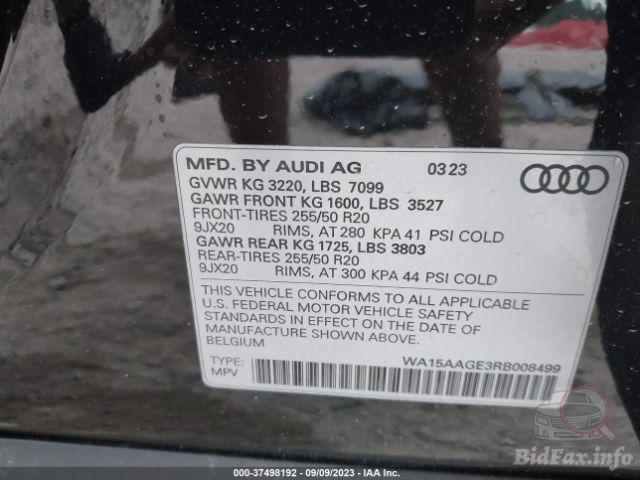 MFD. BY AUDI AG 0323
GVWR KG 3220, LBS 7099
GAWR FRONT KG 1600, LBS 3527
FRONT-TIRES 255/50 R20
9JX20 RIMS, AT 280 KPA 41 PSI COLD
GAWR REAR KG 1725, LBS 3803
REAR-TIRES 255/50 R20
9JX20 RIMS, AT 300 KPA 44 PSI COLD
THIS VEHICLE CONFORMS TO ALL APPLICABLE
U.S. FEDERAL MOTOR VEHICLE SAFETY
STANDARDS IN EFFECT ON THE DATE OF
MANUFACTURE SHOWN ABOVE.
BELGIUM
TYPE: WA15AAGE3RB008499
MPV
BidFax.info
000-37498192 - 09/09/2023 - IAA Inc.